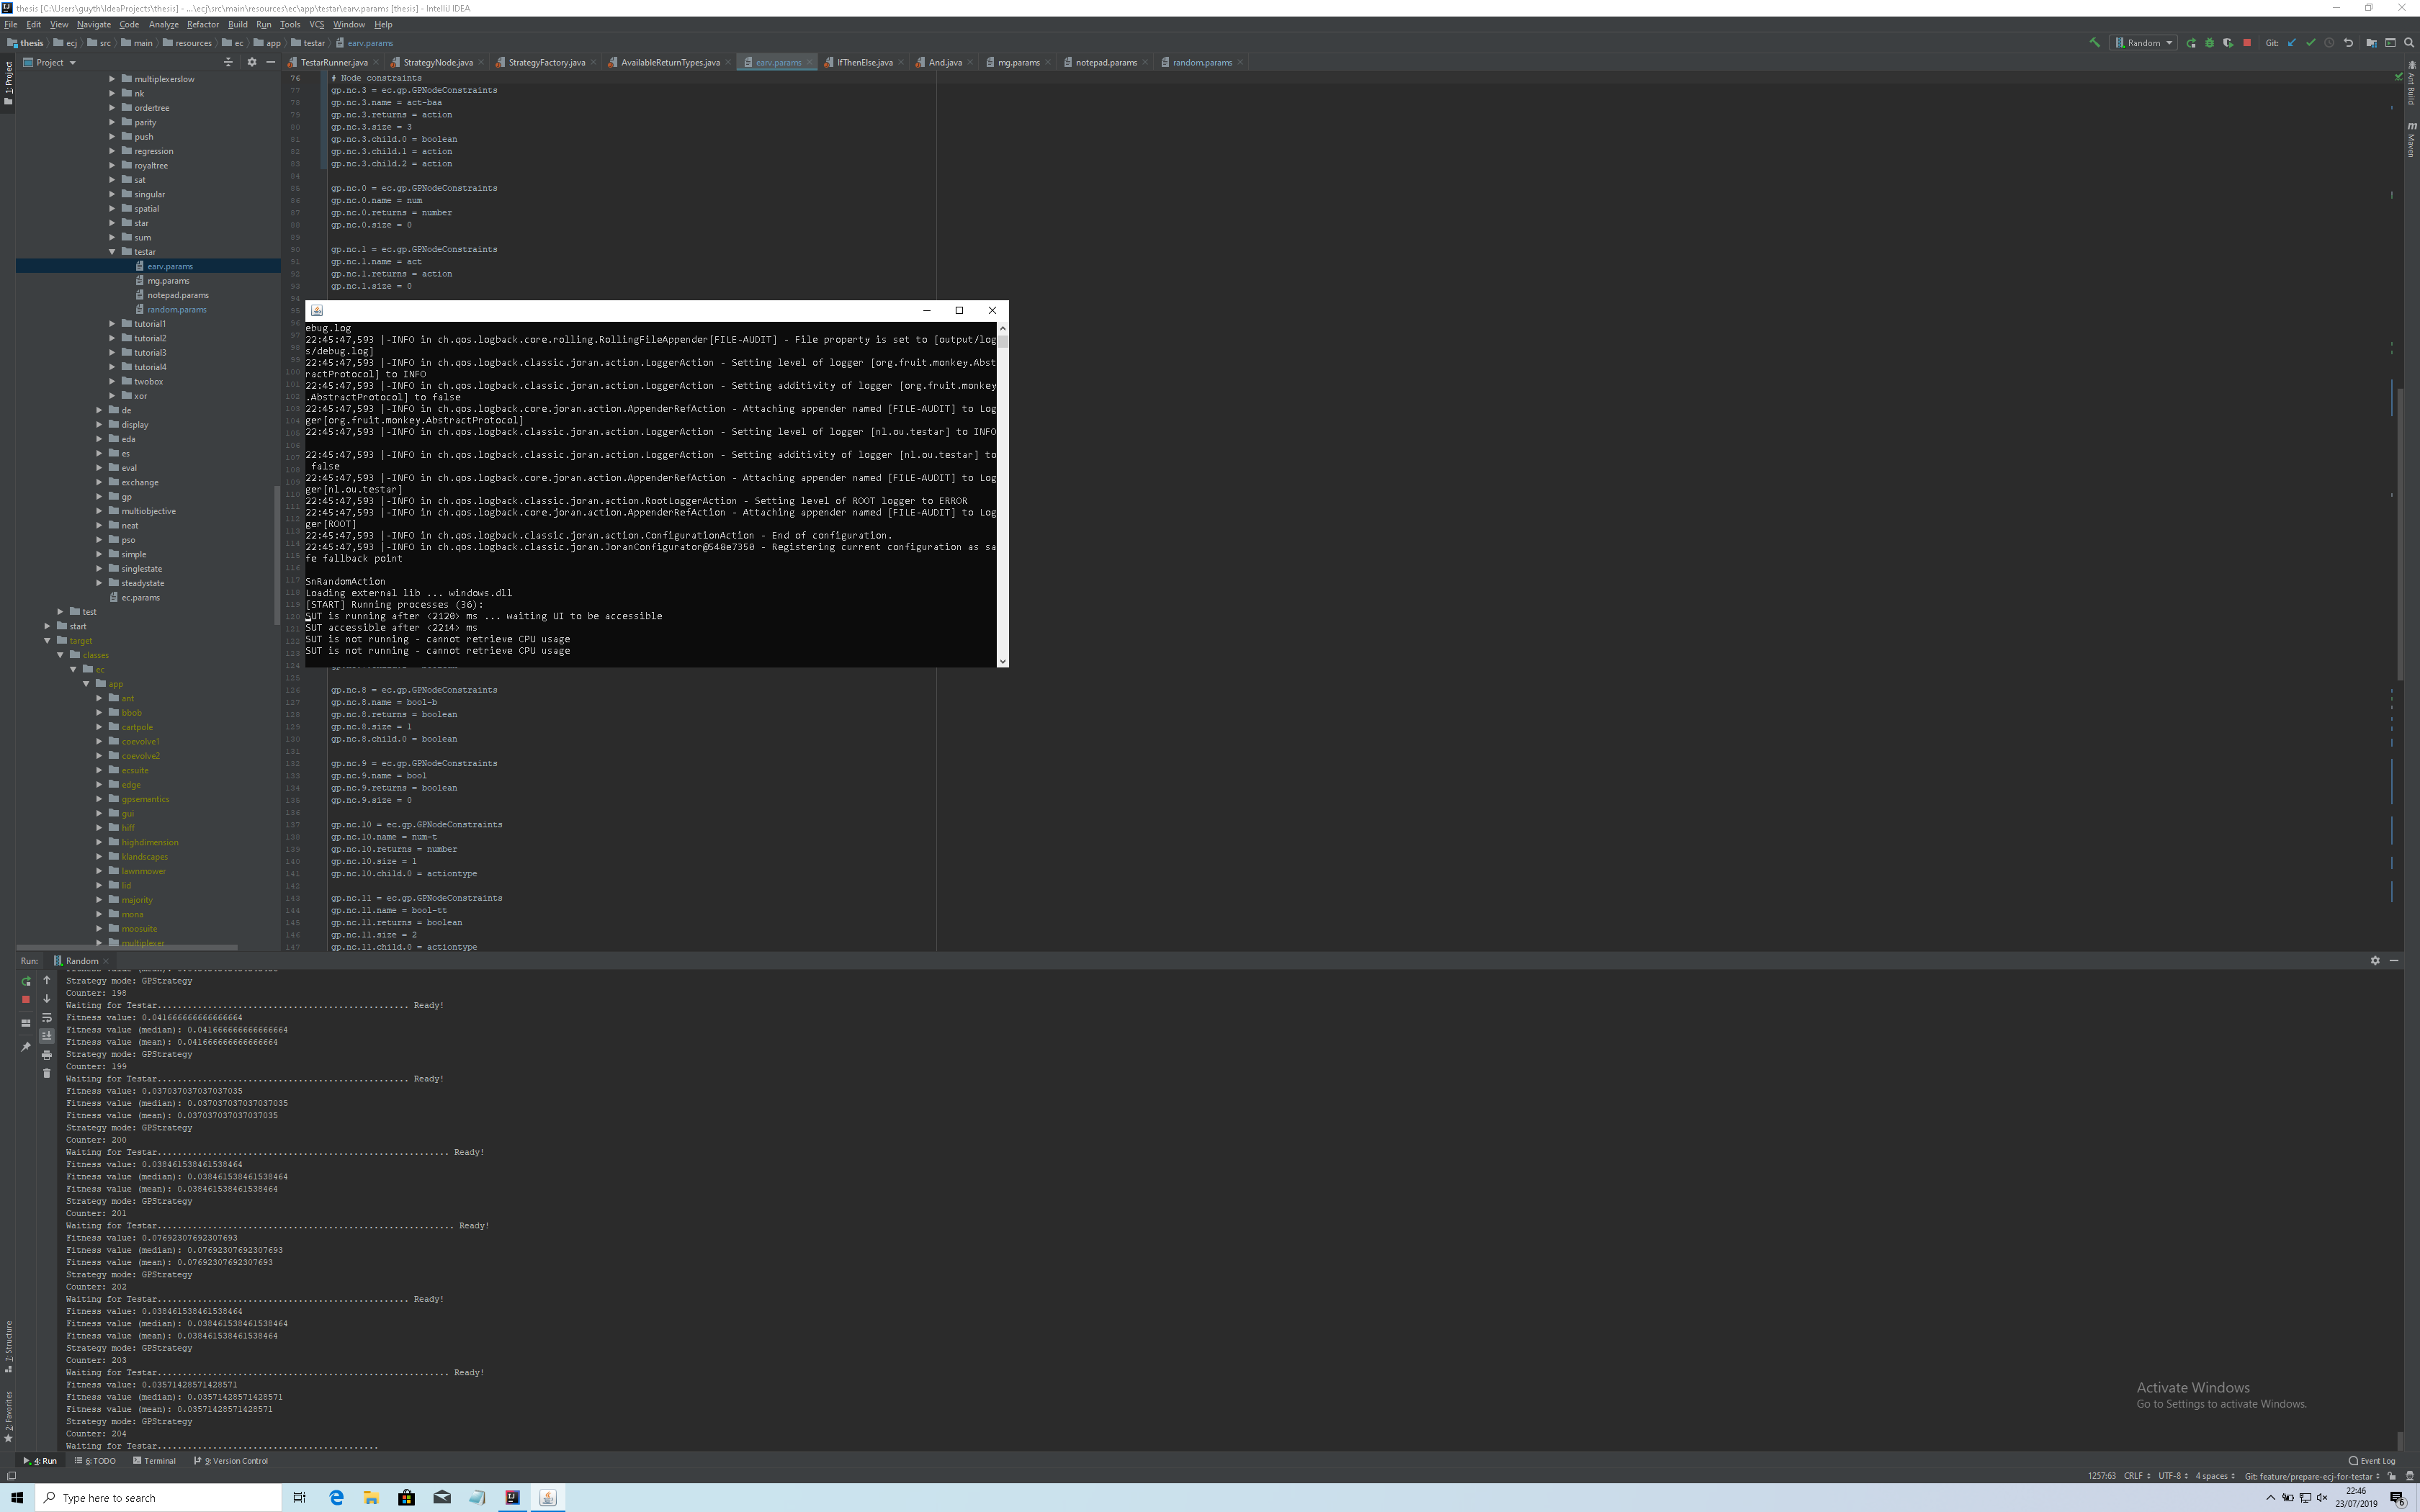 thesis [C:\Users\guyth\IdeaProjects\thesis] - ...\ecj\src\main\resources\ec\app\testar\earv.params [thesis] - IntelliJ IDEA
File Edit View Navigate Code Analyze Refactor Build Run Tools VCS Window Help
thesis ecj src main resources ec app testar earv.params
Random Git:
Project
TestarRunner.java StrategyNode.java StrategyFactory.java AvailableReturnTypes.java earv.params IfThenElse.java And.java mg.params notepad.params random.params
1: Project
Ant Build
Maven
multiplexerslow
nk
ordertree
parity
push
regression
royaltree
sat
singular
spatial
star
sum
testar
earv.params
mg.params
notepad.params
random.params
tutorial1
tutorial2
tutorial3
tutorial4
twobox
xor
de
display
eda
es
eval
exchange
gp
multiobjective
neat
pso
simple
singlestate
steadystate
ec.params
test
start
target
classes
ec
app
ant
bbob
cartpole
coevolve1
coevolve2
ecsuite
edge
gpsemantics
gui
hiff
highdimension
klandscapes
lawnmower
lid
majority
mona
moosuite
multiplexer
76 # Node constraints
77 gp.nc.3 = ec.gp.GPNodeConstraints
78 gp.nc.3.name = act-baa
79 gp.nc.3.returns = action
80 gp.nc.3.size = 3
81 gp.nc.3.child.0 = boolean
82 gp.nc.3.child.1 = action
83 gp.nc.3.child.2 = action
84
85 gp.nc.0 = ec.gp.GPNodeConstraints
86 gp.nc.0.name = num
87 gp.nc.0.returns = number
88 gp.nc.0.size = 0
89
90 gp.nc.1 = ec.gp.GPNodeConstraints
91 gp.nc.1.name = act
92 gp.nc.1.returns = action
93 gp.nc.1.size = 0
ebug.log
22:45:47,593 |-INFO in ch.qos.logback.core.rolling.RollingFileAppender[FILE-AUDIT] - File property is set to [output/log
s/debug.log]
22:45:47,593 |-INFO in ch.qos.logback.classic.joran.action.LoggerAction - Setting level of logger [org.fruit.monkey.Abst
ractProtocol] to INFO
22:45:47,593 |-INFO in ch.qos.logback.classic.joran.action.LoggerAction - Setting additivity of logger [org.fruit.monkey
.AbstractProtocol] to false
22:45:47,593 |-INFO in ch.qos.logback.core.joran.action.AppenderRefAction - Attaching appender named [FILE-AUDIT] to Log
ger[org.fruit.monkey.AbstractProtocol]
22:45:47,593 |-INFO in ch.qos.logback.classic.joran.action.LoggerAction - Setting level of logger [nl.ou.testar] to INFO
22:45:47,593 |-INFO in ch.qos.logback.classic.joran.action.LoggerAction - Setting additivity of logger [nl.ou.testar] to
false
22:45:47,593 |-INFO in ch.qos.logback.core.joran.action.AppenderRefAction - Attaching appender named [FILE-AUDIT] to Log
ger[nl.ou.testar]
22:45:47,593 |-INFO in ch.qos.logback.classic.joran.action.RootLoggerAction - Setting level of ROOT logger to ERROR
22:45:47,593 |-INFO in ch.qos.logback.core.joran.action.AppenderRefAction - Attaching appender named [FILE-AUDIT] to Log
ger[ROOT]
22:45:47,593 |-INFO in ch.qos.logback.classic.joran.action.ConfigurationAction - End of configuration.
22:45:47,593 |-INFO in ch.qos.logback.classic.joran.JoranConfigurator@548e7350 - Registering current configuration as sa
fe fallback point
SnRandomAction
Loading external lib ... windows.dll
[START] Running processes (36):
SUT is running after <2120> ms ... waiting UI to be accessible
SUT accessible after <2214> ms
SUT is not running - cannot retrieve CPU usage
SUT is not running - cannot retrieve CPU usage
126 gp.nc.8 = ec.gp.GPNodeConstraints
127 gp.nc.8.name = bool-b
128 gp.nc.8.returns = boolean
129 gp.nc.8.size = 1
130 gp.nc.8.child.0 = boolean
131
132 gp.nc.9 = ec.gp.GPNodeConstraints
133 gp.nc.9.name = bool
134 gp.nc.9.returns = boolean
135 gp.nc.9.size = 0
136
137 gp.nc.10 = ec.gp.GPNodeConstraints
138 gp.nc.10.name = num-t
139 gp.nc.10.returns = number
140 gp.nc.10.size = 1
141 gp.nc.10.child.0 = actiontype
142
143 gp.nc.11 = ec.gp.GPNodeConstraints
144 gp.nc.11.name = bool-tt
145 gp.nc.11.returns = boolean
146 gp.nc.11.size = 2
147 gp.nc.11.child.0 = actiontype
Run: Random
Strategy mode: GPStrategy
Counter: 198
Waiting for Testar.................................................. Ready!
Fitness value: 0.041666666666666664
Fitness value (median): 0.041666666666666664
Fitness value (mean): 0.041666666666666664
Strategy mode: GPStrategy
Counter: 199
Waiting for Testar.................................................. Ready!
Fitness value: 0.037037037037037035
Fitness value (median): 0.037037037037037035
Fitness value (mean): 0.037037037037037035
Strategy mode: GPStrategy
Counter: 200
Waiting for Testar.......................................................... Ready!
Fitness value: 0.038461538461538464
Fitness value (median): 0.038461538461538464
Fitness value (mean): 0.038461538461538464
Strategy mode: GPStrategy
Counter: 201
Waiting for Testar........................................................... Ready!
Fitness value: 0.07692307692307693
Fitness value (median): 0.07692307692307693
Fitness value (mean): 0.07692307692307693
Strategy mode: GPStrategy
Counter: 202
Waiting for Testar.................................................. Ready!
Fitness value: 0.038461538461538464
Fitness value (median): 0.038461538461538464
Fitness value (mean): 0.038461538461538464
Strategy mode: GPStrategy
Counter: 203
Waiting for Testar.......................................................... Ready!
Fitness value: 0.03571428571428571
Fitness value (median): 0.03571428571428571
Fitness value (mean): 0.03571428571428571
Strategy mode: GPStrategy
Counter: 204
Waiting for Testar............................................
7: Structure
2: Favorites
Activate Windows
Go to Settings to activate Windows.
4: Run 6: TODO Terminal 9: Version Control Event Log
1257:63 CRLF UTF-8 4 spaces Git: feature/prepare-ecj-for-testar
Type here to search
22:46
23/07/2019
6